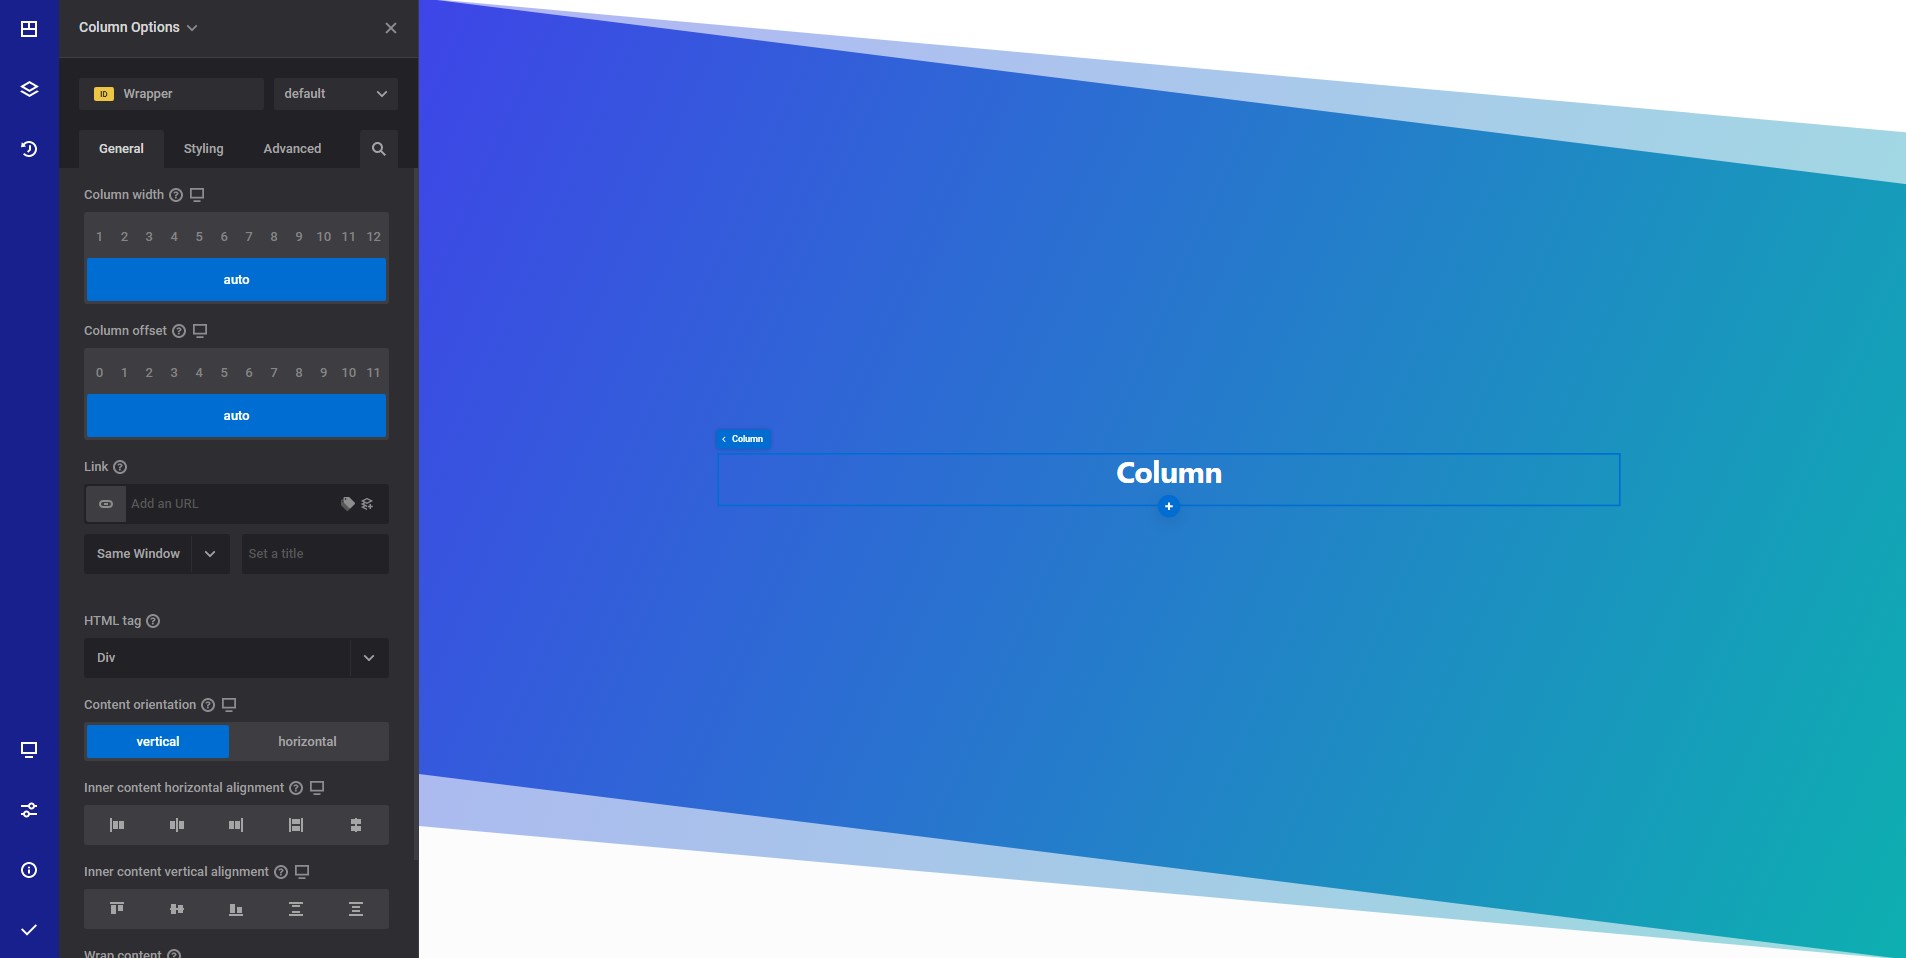 Column Options
ID Wrapper default
General Styling Advanced
Column width ?
1 2 3 4 5 6 7 8 9 10 11 12
auto
Column offset ?
0 1 2 3 4 5 6 7 8 9 10 11
auto
Link ?
Add an URL
Same Window Set a title
HTML tag ?
Div
Content orientation ?
vertical horizontal
Inner content horizontal alignment ?
Inner content vertical alignment ?
Wrap content ?
Column
Column